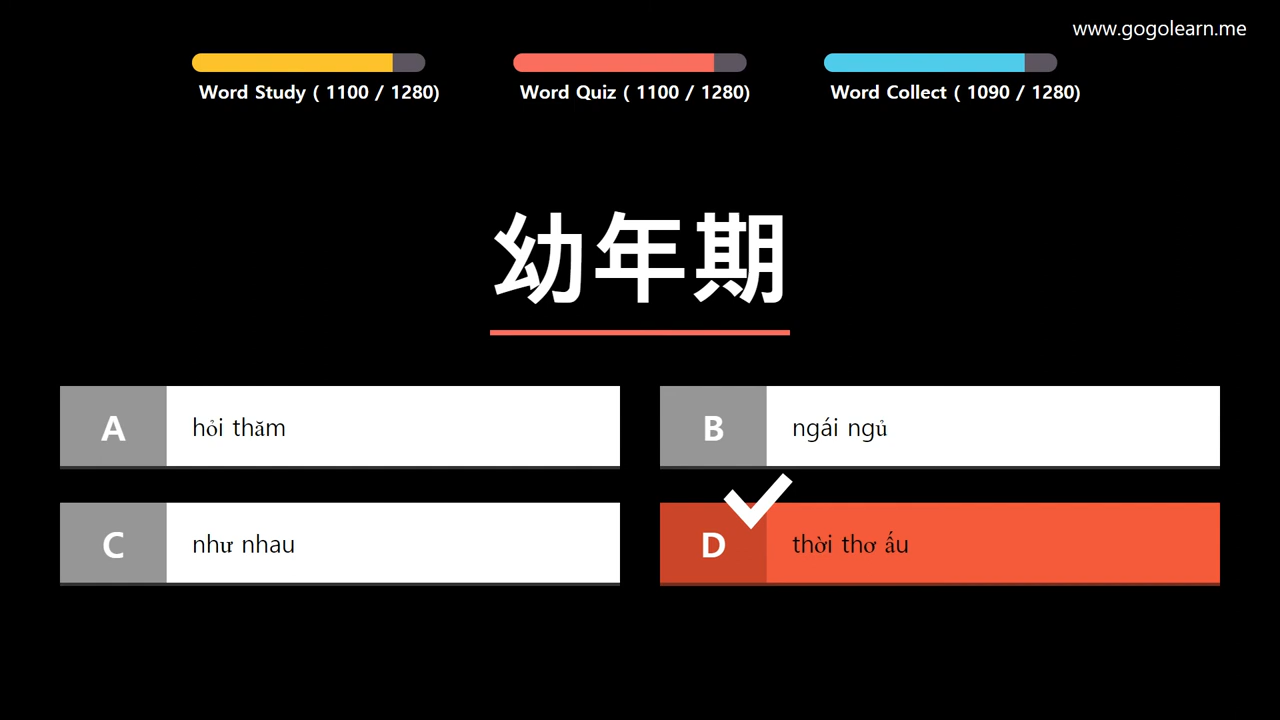 www.gogolearn.me
Word Study ( 1100 / 1280)
Word Quiz ( 1100 / 1280)
Word Collect ( 1090 / 1280)
幼年期
A hỏi thăm
B ngái ngủ
C như nhau
D thời thơ ấu